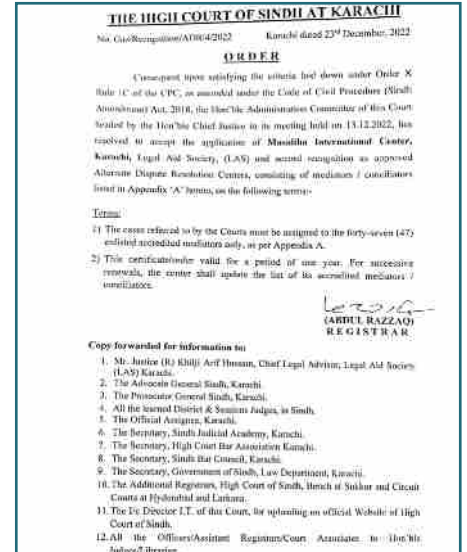 THE HIGH COURT OF SINDH AT KARACHI
Karachi dated 23rd December, 2022
ORDER
Consequent upon satisfying the criteria laid down under Order X
Rule 1C of the CPC, as amended under the Code of Civil Procedure (Sindh
Amendment) Act, 2018, the Hon'ble Administration Committee of this Court
headed by the Hon'ble Chief Justice in its meeting held on 13.12.2022, has
resolved to accept the application of Musaliha International Center,
Karachi, Legal Aid Society, (LAS) and accord recognition as approved
Alternate Dispute Resolution Centers, consisting of mediators / conciliators
listed in Appendix 'A' hereto, on the following terms:-
Terms:
1) The cases referred to by the Courts must be assigned to the forty-seven (47)
enlisted accredited mediators only, as per Appendix A.
2) This certificate/order valid for a period of one year. For successive
renewals, the center shall update the list of its accredited mediators /
conciliators.
(ABDUL RAZZAQ)
REGISTRAR
Copy forwarded for information to:
1. Mr. Justice (R) Khilji Arif Hussain, Chief Legal Advisor, Legal Aid Society
(LAS) Karachi.
2. The Advocate General Sindh, Karachi.
3. The Prosecutor General Sindh, Karachi.
4. All the learned District & Sessions Judges, in Sindh.
5. The Official Assignee, Karachi.
6. The Secretary, Sindh Judicial Academy, Karachi.
7. The Secretary, High Court Bar Association Karachi.
8. The Secretary, Sindh Bar Council, Karachi.
9. The Secretary, Government of Sindh, Law Department, Karachi.
10. The Additional Registrars, High Court of Sindh, Bench at Sukkur and Circuit
Courts at Hyderabad and Larkana.
11. The I/c Director I.T. of this Court, for uploading on official Website of High
Court of Sindh.
12. All the Officers/Assistant Registrars/Court Associates to Hon'ble